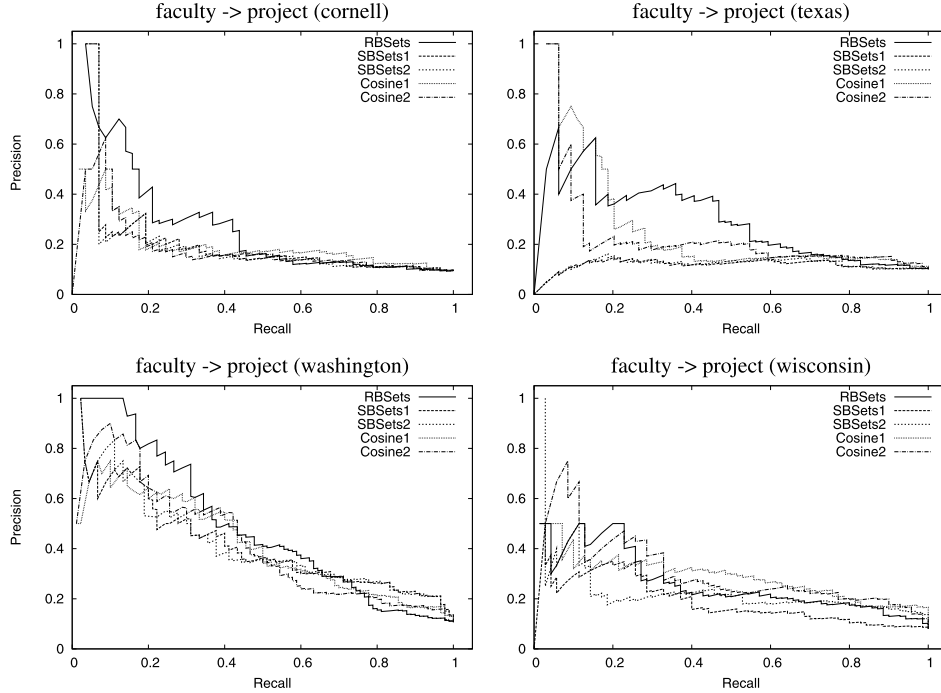 faculty -> project (cornell)
1
0.8
0.6
0.4
0.2
0
Precision
0 0.2 0.4 0.6 0.8 1
Recall
RBSets
SBSets1
SBSets2
Cosine1
Cosine2
faculty -> project (texas)
1
0.8
0.6
0.4
0.2
0
0 0.2 0.4 0.6 0.8 1
Recall
RBSets
SBSets1
SBSets2
Cosine1
Cosine2
faculty -> project (washington)
1
0.8
0.6
0.4
0.2
0
Precision
0 0.2 0.4 0.6 0.8 1
Recall
RBSets
SBSets1
SBSets2
Cosine1
Cosine2
faculty -> project (wisconsin)
1
0.8
0.6
0.4
0.2
0
0 0.2 0.4 0.6 0.8 1
Recall
RBSets
SBSets1
SBSets2
Cosine1
Cosine2